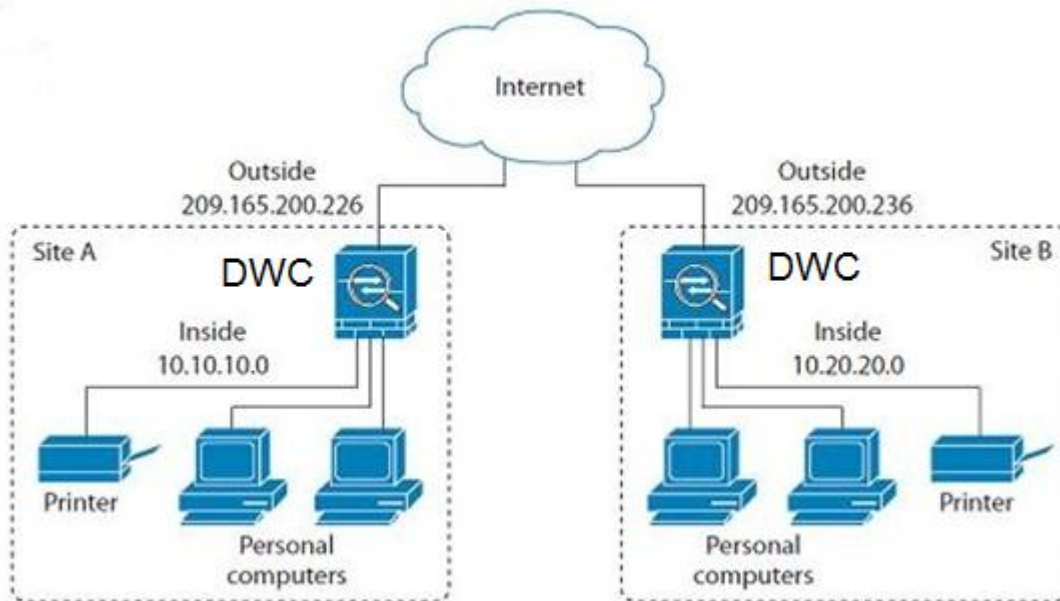 Internet
Outside
209.165.200.226
Outside
209.165.200.236
Site A
DWC
Inside
10.10.10.0
Printer
Personal
computers
DWC
Site B
Inside
10.20.20.0
Personal
computers
Printer